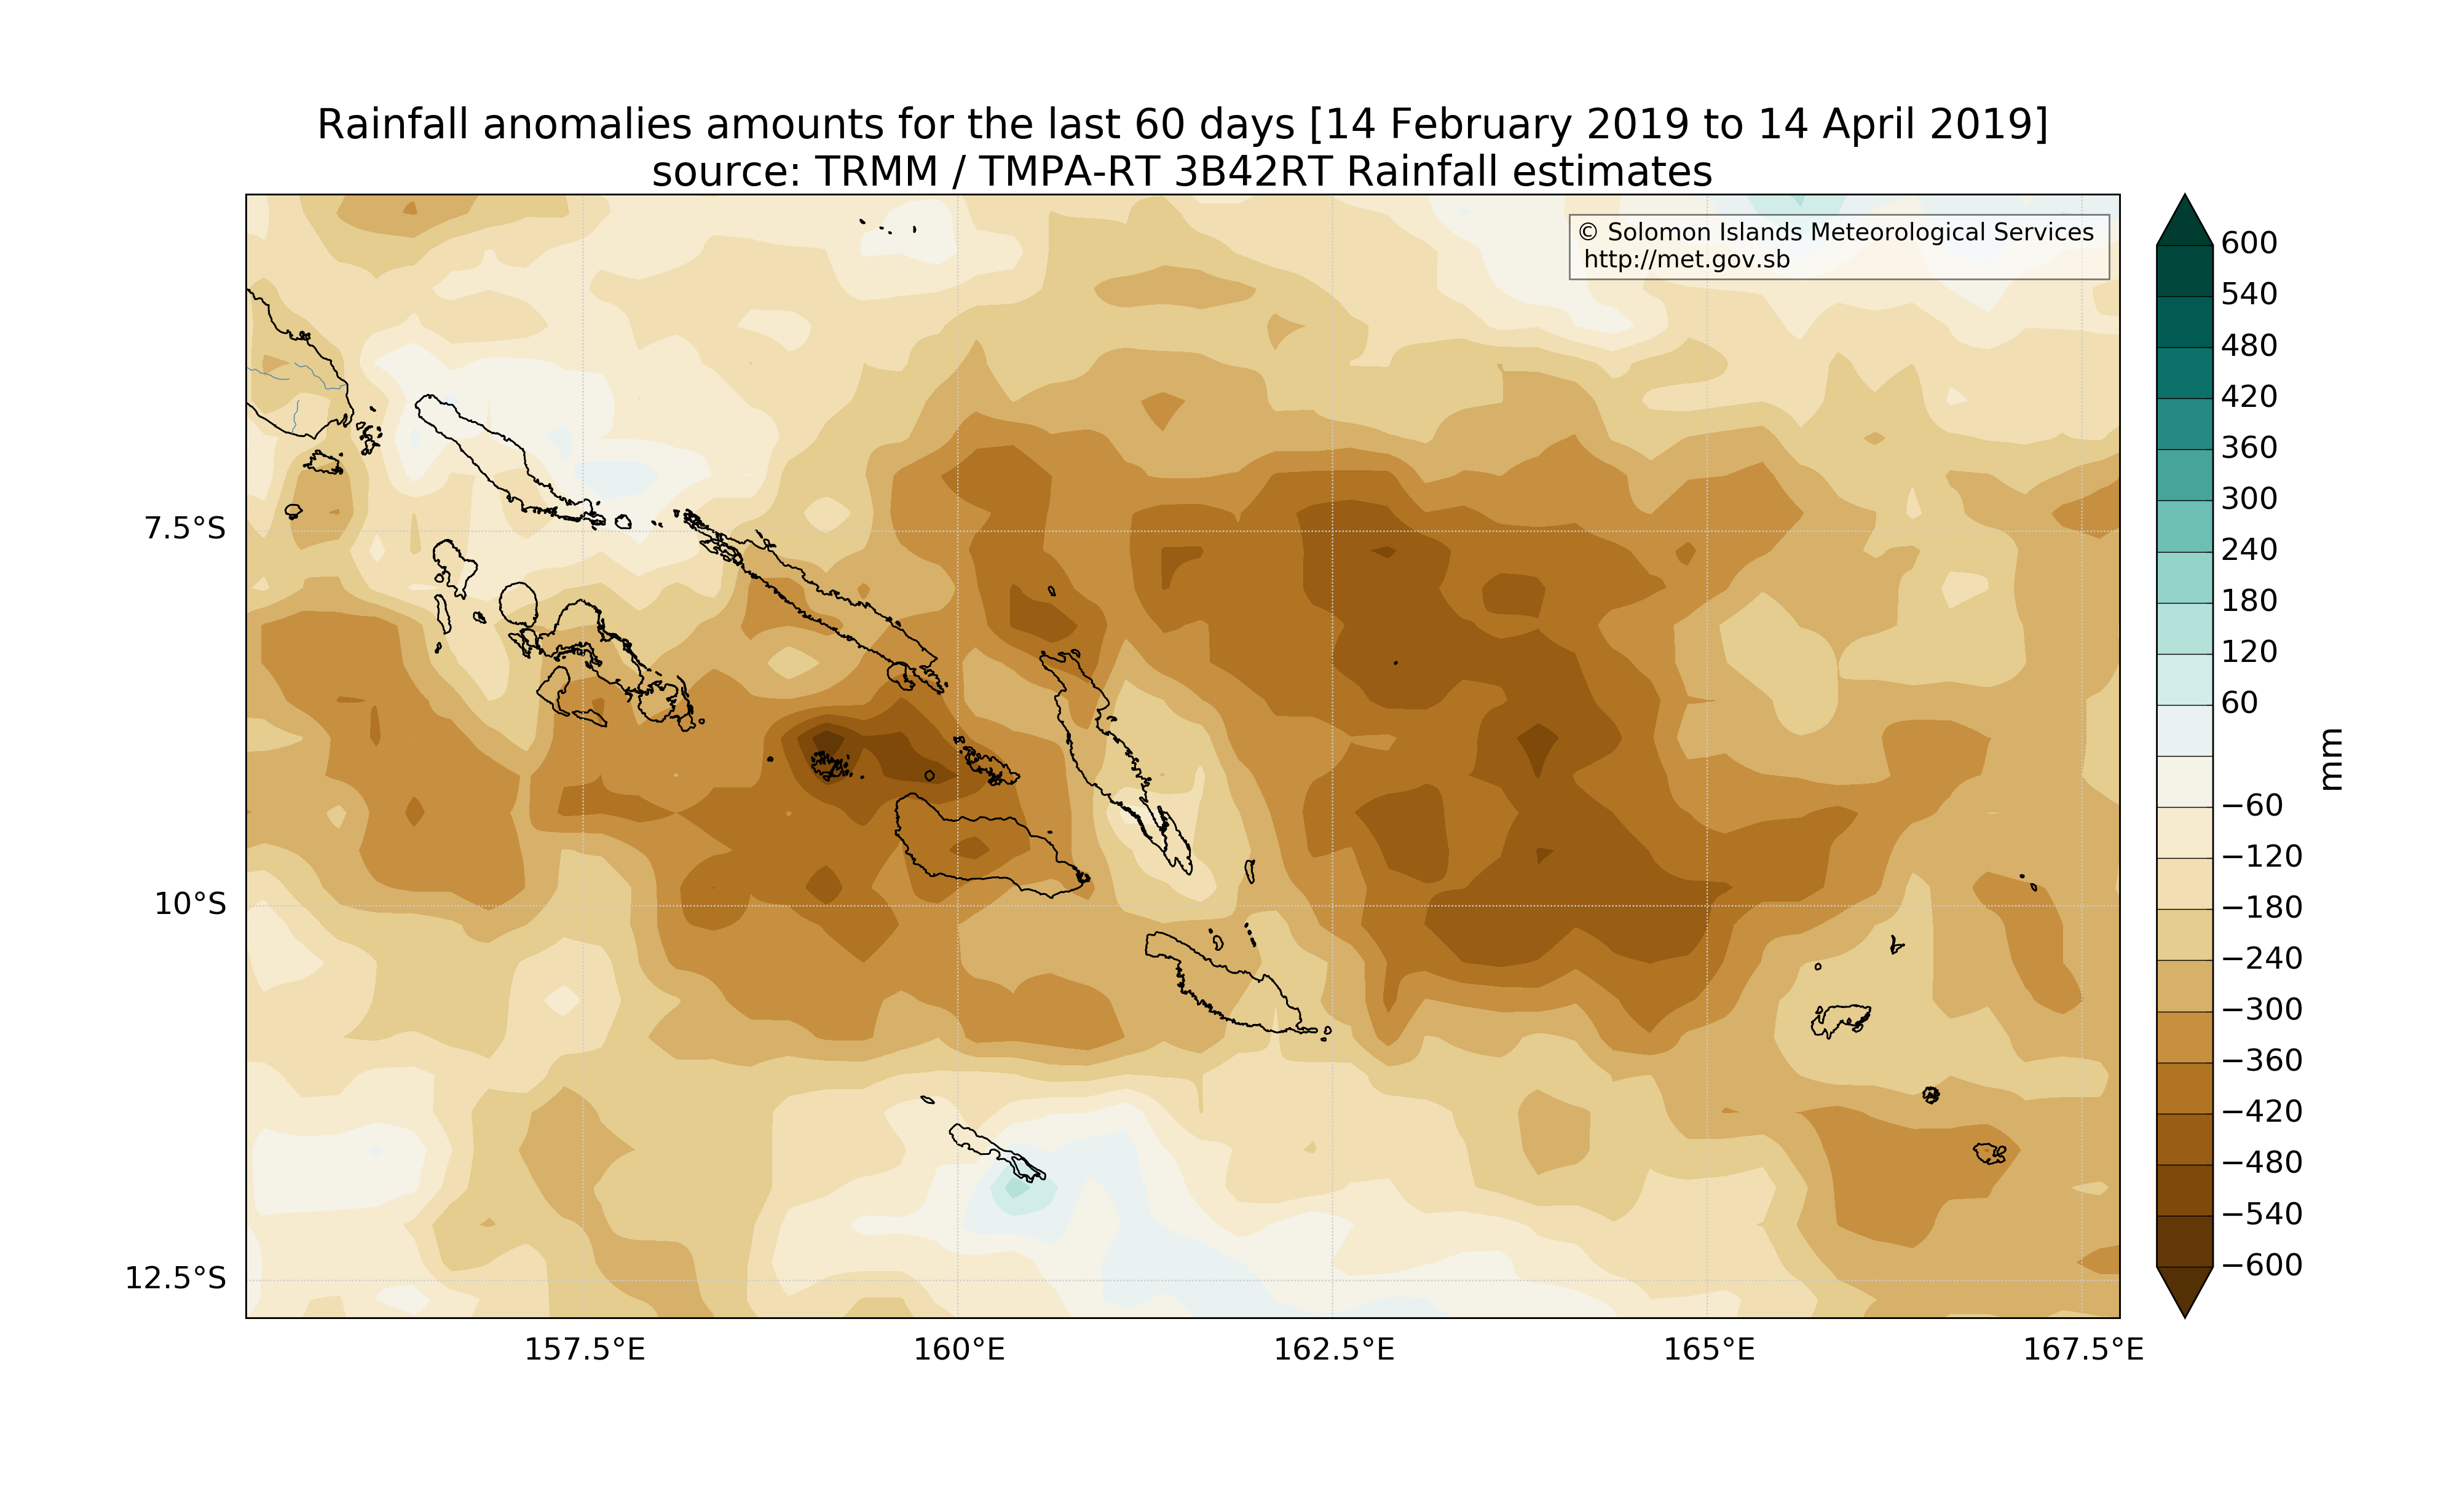 Rainfall anomalies amounts for the last 60 days [14 February 2019 to 14 April 2019]
source: TRMM / TMPA-RT 3B42RT Rainfall estimates
© Solomon Islands Meteorological Services
http://met.gov.sb
7.5°S
10°S
12.5°S
157.5°E
160°E
162.5°E
165°E
167.5°E
600
540
480
420
360
300
240
180
120
60
−60
−120
−180
−240
−300
−360
−420
−480
−540
−600
mm